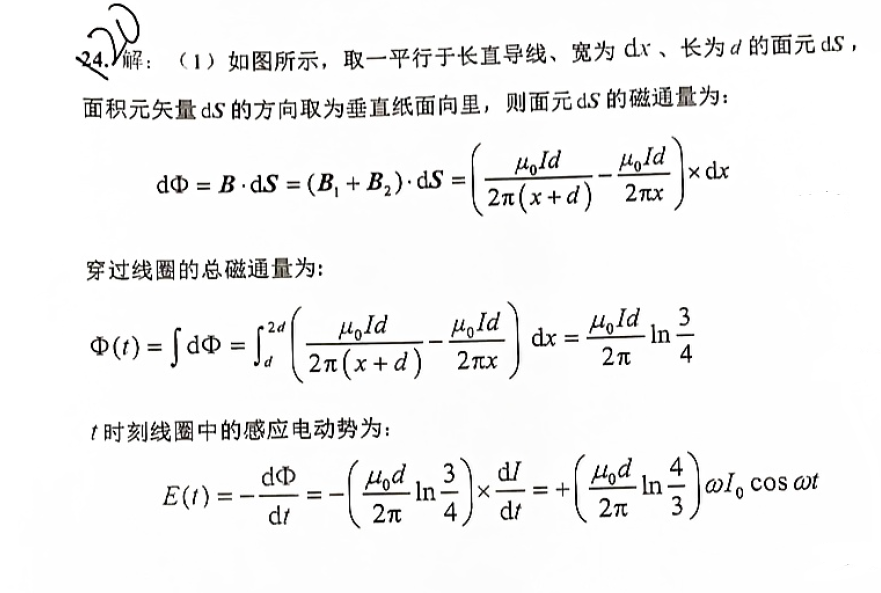 20
24. 解：（1）如图所示，取一平行于长直导线、宽为 dx 、长为 d 的面元 dS，
面积元矢量 dS 的方向取为垂直纸面向里，则面元 dS 的磁通量为：
dΦ = B · dS = (B₁ + B₂) · dS = ( μ₀Id / 2π(x + d) − μ₀Id / 2πx ) × dx
穿过线圈的总磁通量为：
Φ(t) = ∫ dΦ = ∫_d^{2d} ( μ₀Id / 2π(x + d) − μ₀Id / 2πx ) dx = μ₀Id / 2π ln 3/4
t 时刻线圈中的感应电动势为：
E(t) = − dΦ/dt = −( μ₀d / 2π ln 3/4 ) × dI/dt = +( μ₀d / 2π ln 4/3 ) ωI₀ cos ωt